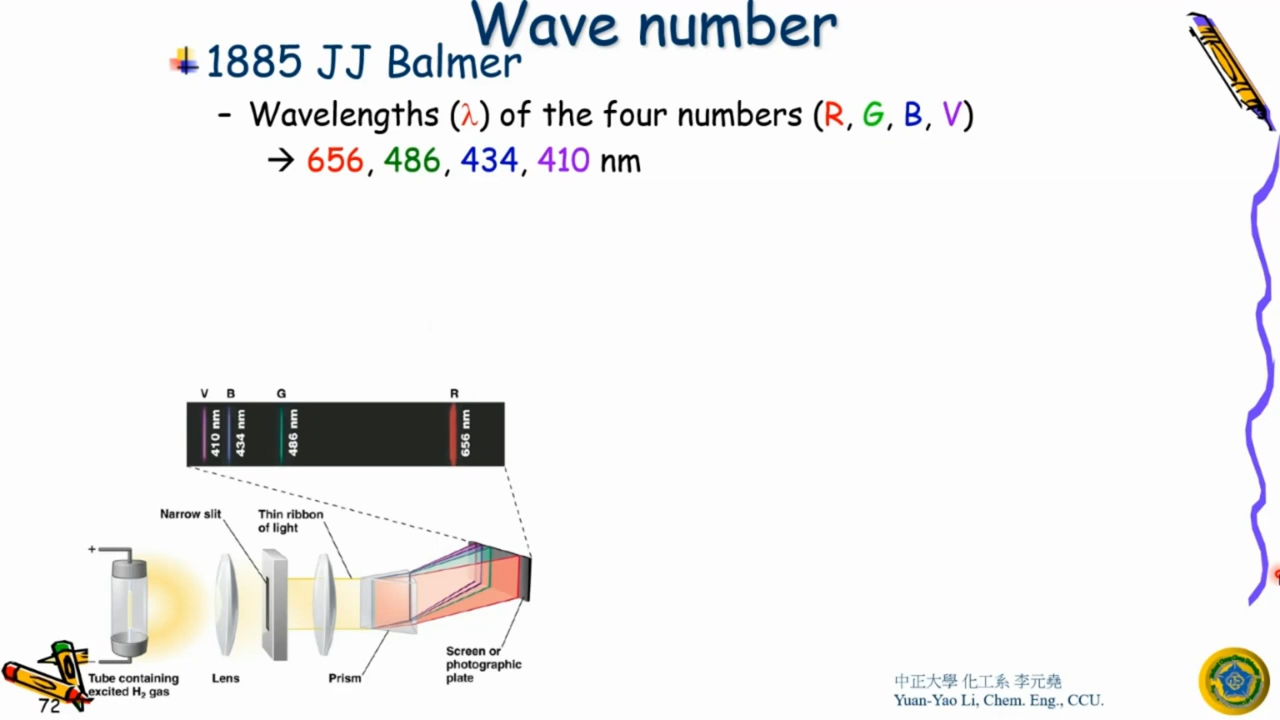 Wave number
1885 JJ Balmer
– Wavelengths (λ) of the four numbers (R, G, B, V)
→ 656, 486, 434, 410 nm
V B G R
410 nm
434 nm
486 nm
656 nm
Narrow slit
Thin ribbon
of light
+
–
Tube containing
excited H₂ gas
Lens
Prism
Screen or
photographic
plate
72
中正大學 化工系 李元堯
Yuan-Yao Li, Chem. Eng., CCU.